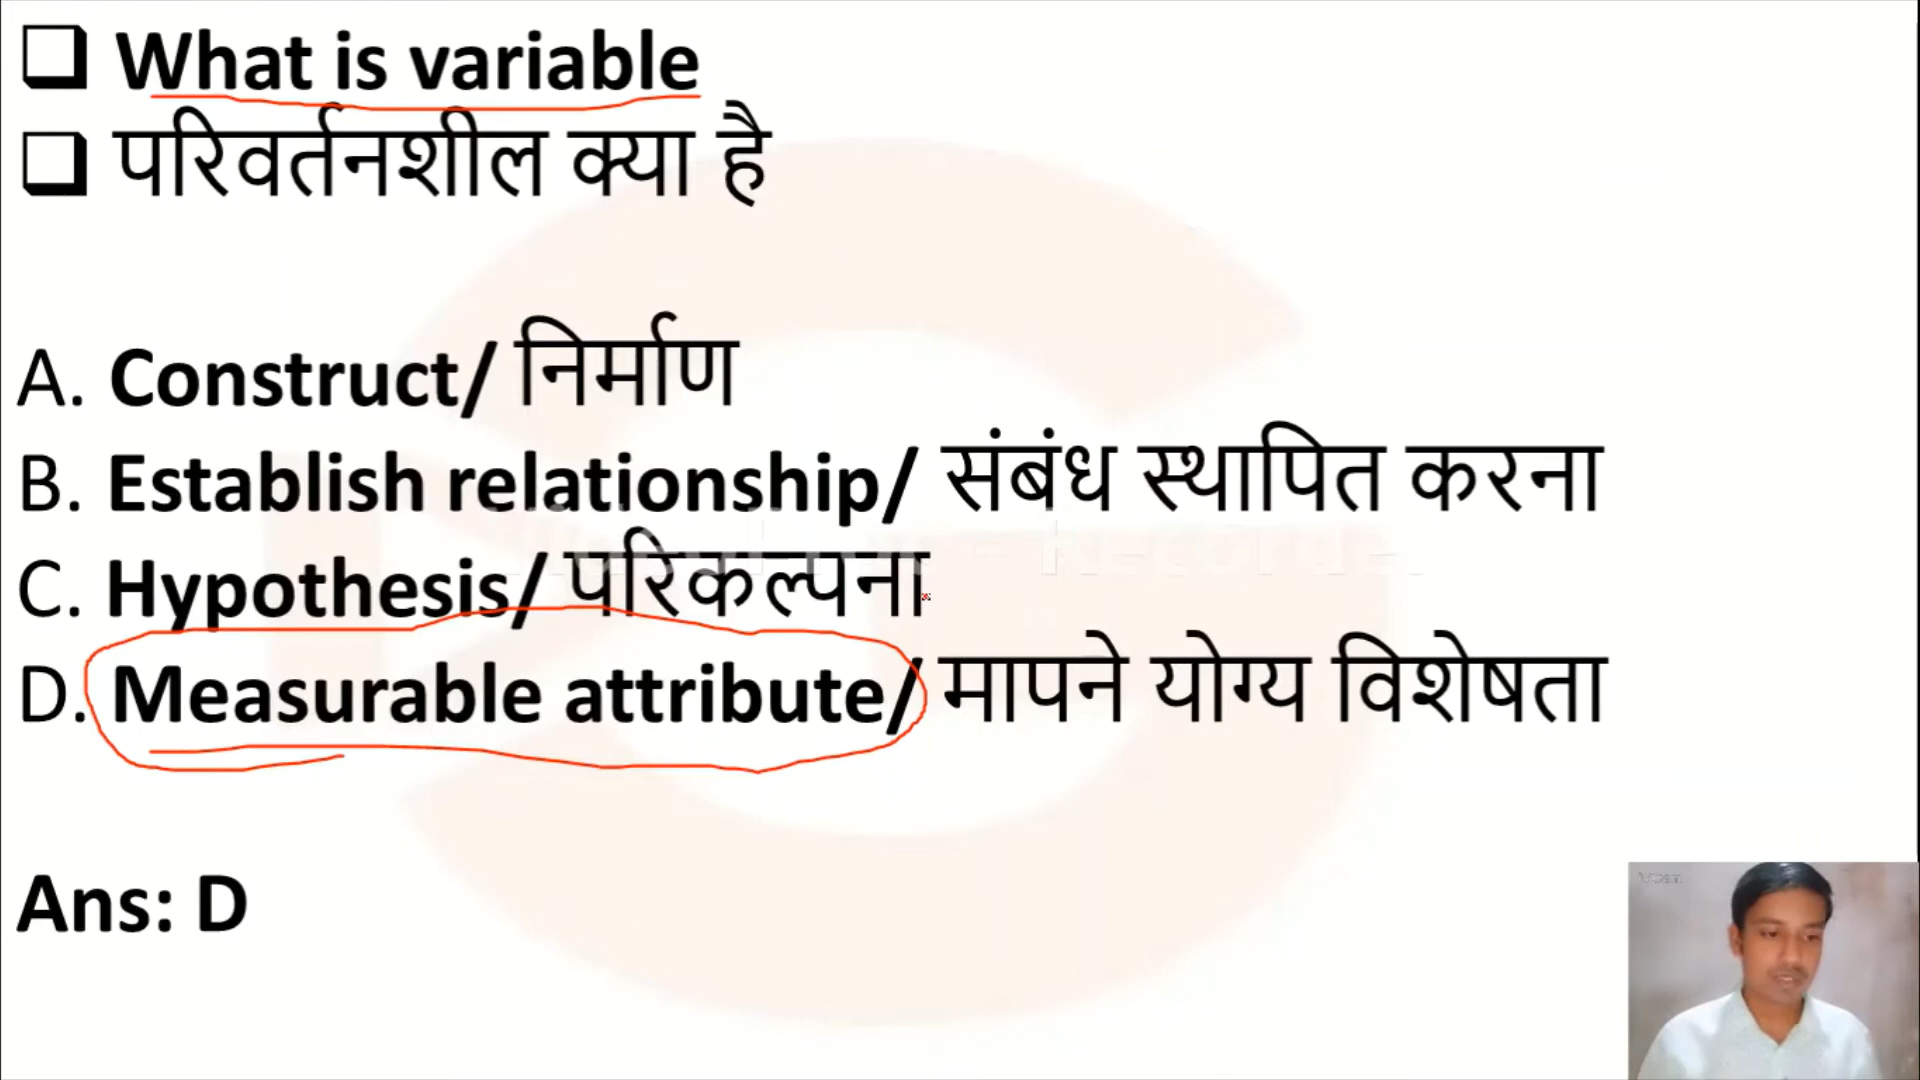 ❑ What is variable
❑ परिवर्तनशील क्या है
A. Construct/ निर्माण
B. Establish relationship/ संबंध स्थापित करना
C. Hypothesis/ परिकल्पना
D. Measurable attribute/ मापने योग्य विशेषता
Ans: D